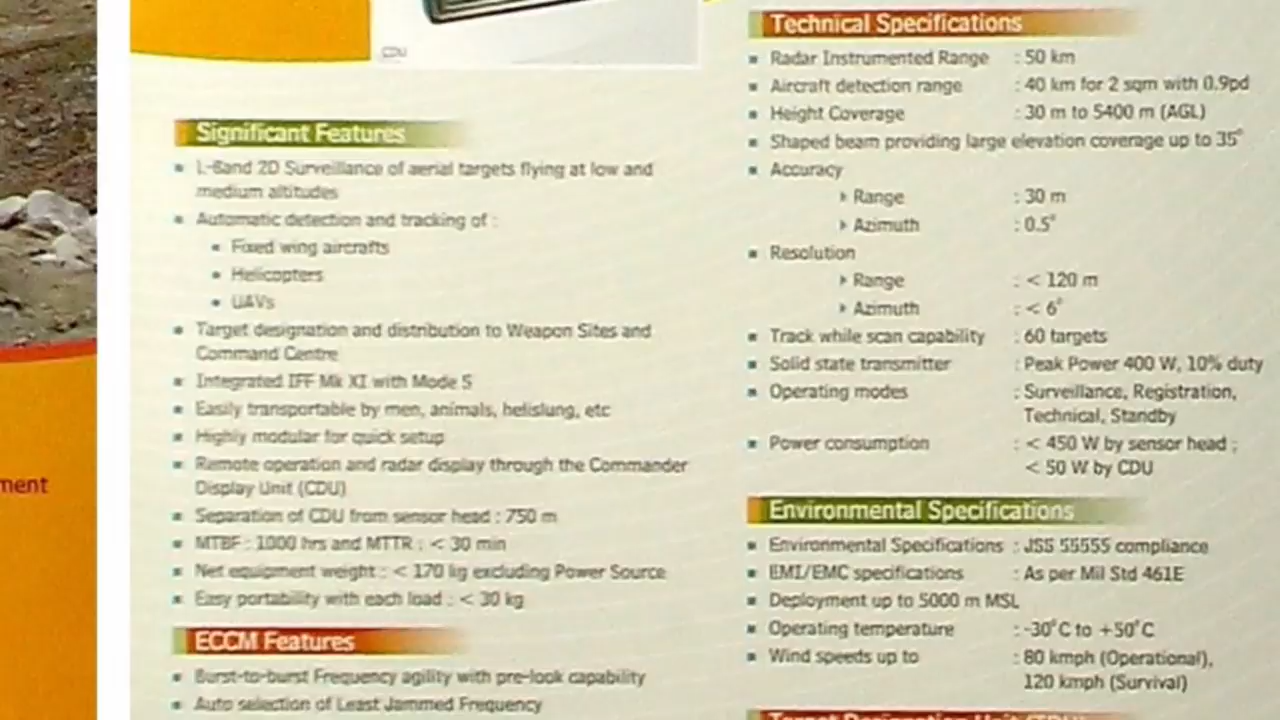 ment
CDU
Significant Features
L-Band 2D Surveillance of aerial targets flying at low and
medium altitudes
Automatic detection and tracking of :
Fixed wing aircrafts
Helicopters
UAVs
Target designation and distribution to Weapon Sites and
Command Centre
Integrated IFF Mk XI with Mode S
Easily transportable by men, animals, helislung, etc
Highly modular for quick setup
Remote operation and radar display through the Commander
Display Unit (CDU)
Separation of CDU from sensor head : 750 m
MTBF : 1000 hrs and MTTR : < 30 min
Net equipment weight : < 170 kg excluding Power Source
Easy portability with each load : < 30 kg
ECCM Features
Burst-to-burst Frequency agility with pre-look capability
Auto selection of Least Jammed Frequency
Technical Specifications
Radar Instrumented Range : 50 km
Aircraft detection range : 40 km for 2 sqm with 0.9pd
Height Coverage : 30 m to 5400 m (AGL)
Shaped beam providing large elevation coverage up to 35°
Accuracy
Range : 30 m
Azimuth : 0.5°
Resolution
Range : < 120 m
Azimuth : < 6°
Track while scan capability : 60 targets
Solid state transmitter : Peak Power 400 W, 10% duty
Operating modes : Surveillance, Registration,
Technical, Standby
Power consumption : < 450 W by sensor head ;
< 50 W by CDU
Environmental Specifications
Environmental Specifications : JSS 55555 compliance
EMI/EMC specifications : As per Mil Std 461E
Deployment up to 5000 m MSL
Operating temperature : -30°C to +50°C
Wind speeds up to : 80 kmph (Operational),
120 kmph (Survival)